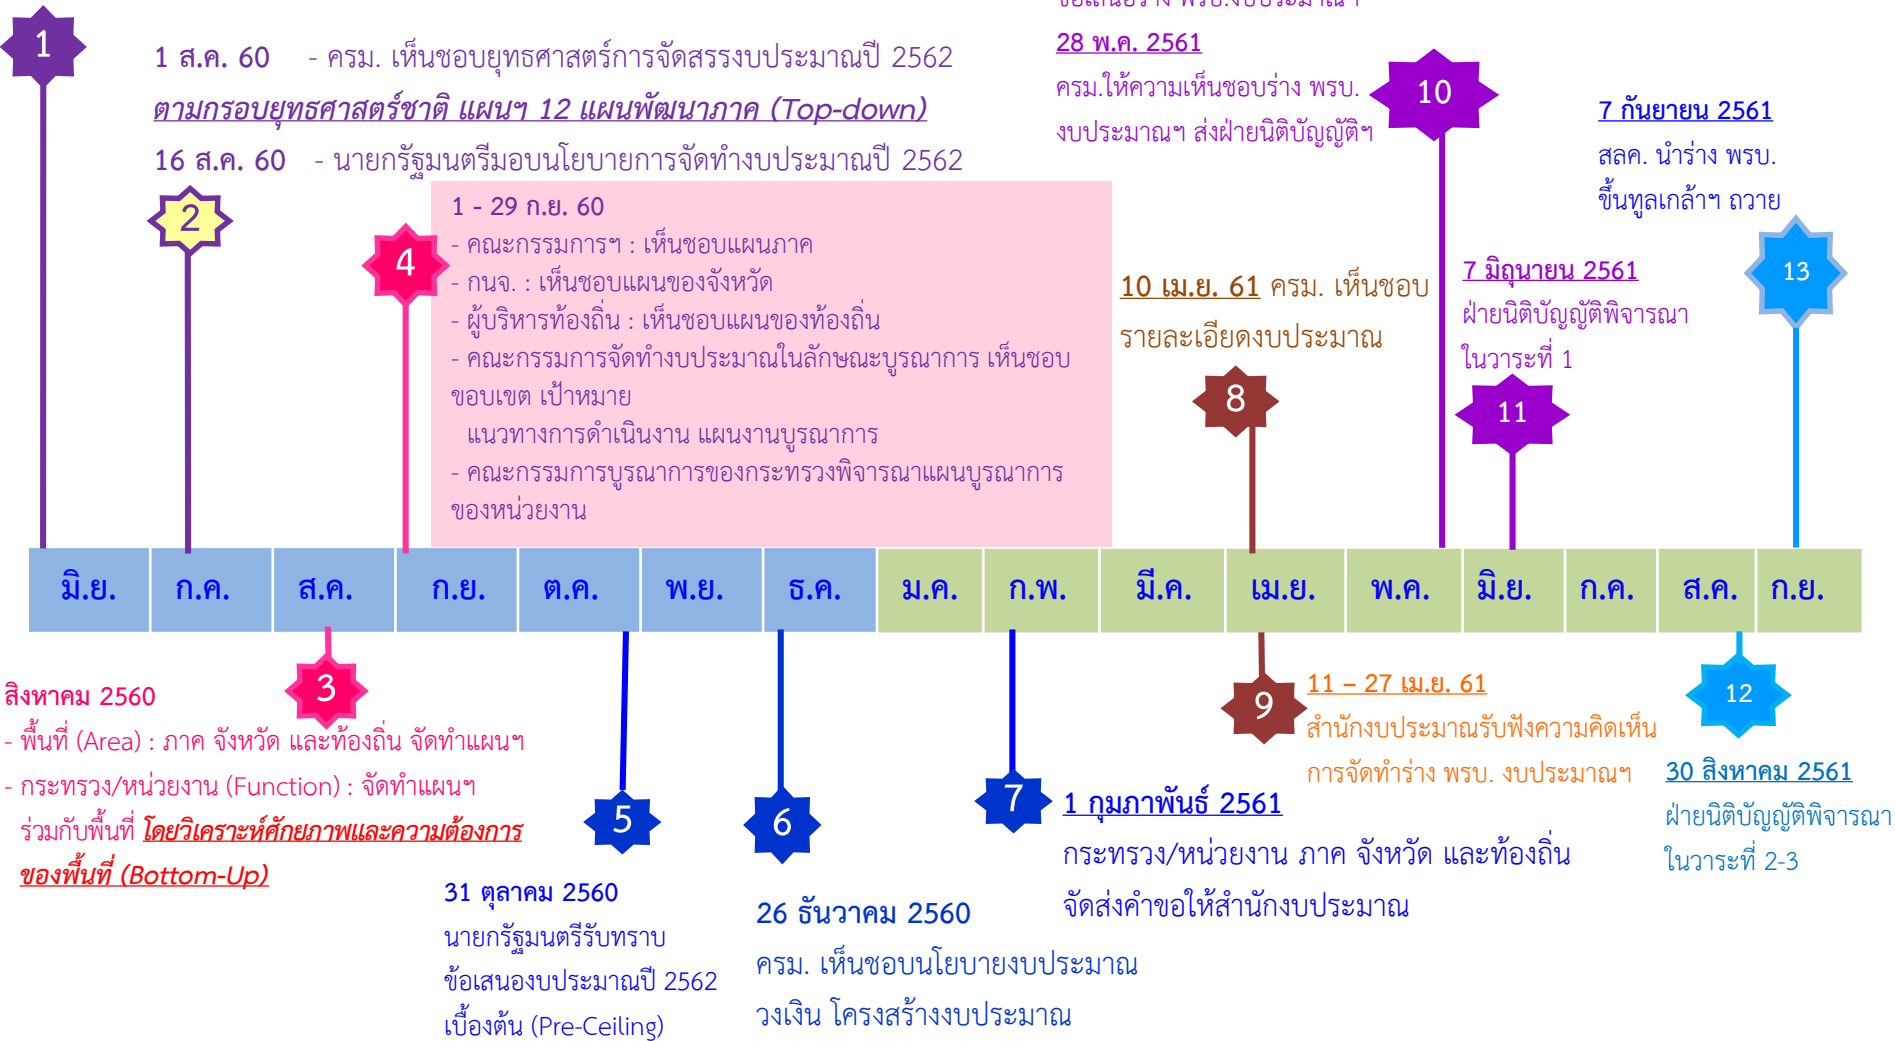 1
1 ส.ค. 60 - ครม. เห็นชอบยุทธศาสตร์การจัดสรรงบประมาณปี 2562
ตามกรอบยุทธศาสตร์ชาติ แผนฯ 12 แผนพัฒนาภาค (Top-down)
16 ส.ค. 60 - นายกรัฐมนตรีมอบนโยบายการจัดทำงบประมาณปี 2562
2
4
1 - 29 ก.ย. 60
- คณะกรรมการฯ : เห็นชอบแผนภาค
- กนจ. : เห็นชอบแผนของจังหวัด
- ผู้บริหารท้องถิ่น : เห็นชอบแผนของท้องถิ่น
- คณะกรรมการจัดทำงบประมาณในลักษณะบูรณาการ เห็นชอบ
ขอบเขต เป้าหมาย
แนวทางการดำเนินงาน แผนงานบูรณาการ
- คณะกรรมการบูรณาการของกระทรวงพิจารณาแผนบูรณาการ
ของหน่วยงาน
28 พ.ค. 2561
ครม.ให้ความเห็นชอบร่าง พรบ.
งบประมาณฯ ส่งฝ่ายนิติบัญญัติฯ
10
10 เม.ย. 61 ครม. เห็นชอบ
รายละเอียดงบประมาณ
8
7 มิถุนายน 2561
ฝ่ายนิติบัญญัติพิจารณา
ในวาระที่ 1
11
7 กันยายน 2561
สลค. นำร่าง พรบ.
ขึ้นทูลเกล้าฯ ถวาย
13
มิ.ย. ก.ค. ส.ค. ก.ย. ต.ค. พ.ย. ธ.ค. ม.ค. ก.พ. มี.ค. เม.ย. พ.ค. มิ.ย. ก.ค. ส.ค. ก.ย.
3
สิงหาคม 2560
- พื้นที่ (Area) : ภาค จังหวัด และท้องถิ่น จัดทำแผนฯ
- กระทรวง/หน่วยงาน (Function) : จัดทำแผนฯ
ร่วมกับพื้นที่ โดยวิเคราะห์ศักยภาพและความต้องการ
ของพื้นที่ (Bottom-Up)
5
31 ตุลาคม 2560
นายกรัฐมนตรีรับทราบ
ข้อเสนองบประมาณปี 2562
เบื้องต้น (Pre-Ceiling)
6
26 ธันวาคม 2560
ครม. เห็นชอบนโยบายงบประมาณ
วงเงิน โครงสร้างงบประมาณ
7
1 กุมภาพันธ์ 2561
กระทรวง/หน่วยงาน ภาค จังหวัด และท้องถิ่น
จัดส่งคำขอให้สำนักงบประมาณ
9
11 – 27 เม.ย. 61
สำนักงบประมาณรับฟังความคิดเห็น
การจัดทำร่าง พรบ. งบประมาณฯ
12
30 สิงหาคม 2561
ฝ่ายนิติบัญญัติพิจารณา
ในวาระที่ 2-3